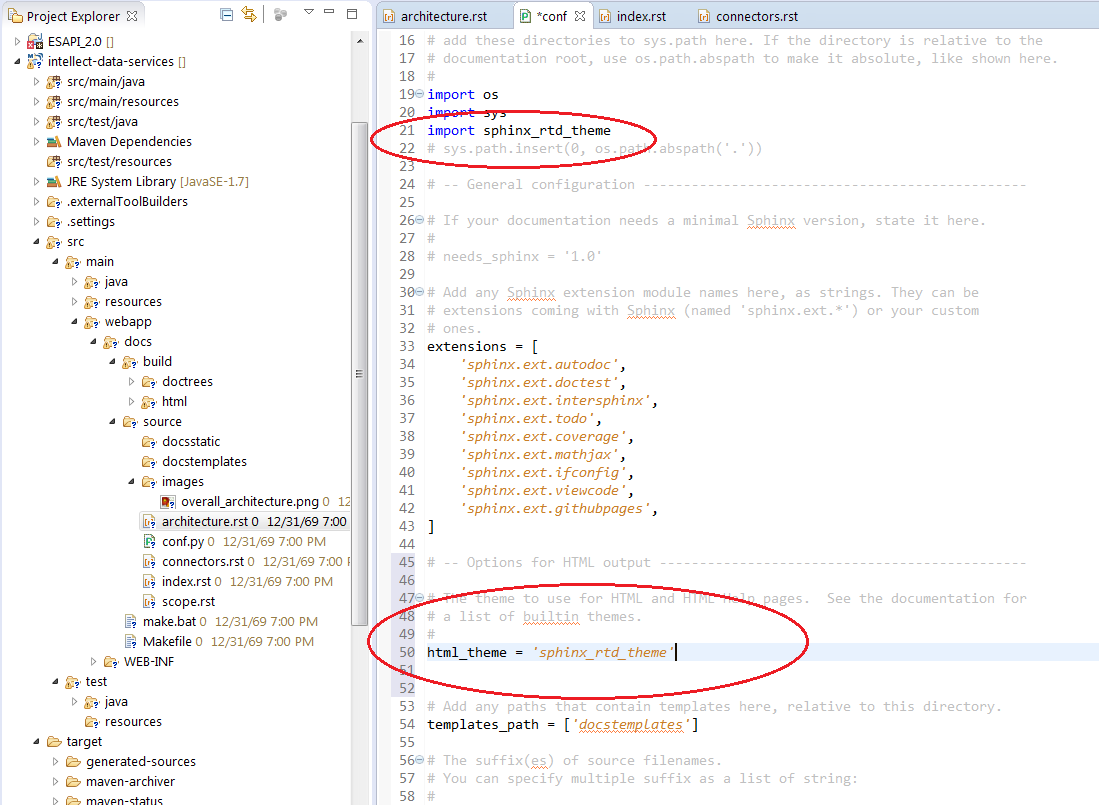 Project Explorer
ESAPI_2.0 []
intellect-data-services []
src/main/java
src/main/resources
src/test/java
Maven Dependencies
src/test/resources
JRE System Library [JavaSE-1.7]
.externalToolBuilders
.settings
src
main
java
resources
webapp
docs
build
doctrees
html
source
docsstatic
docstemplates
images
overall_architecture.png 0 12
architecture.rst 0 12/31/69 7:00
conf.py 0 12/31/69 7:00 PM
connectors.rst 0 12/31/69 7:00 PM
index.rst 0 12/31/69 7:00 PM
scope.rst
make.bat 0 12/31/69 7:00 PM
Makefile 0 12/31/69 7:00 PM
WEB-INF
test
java
resources
target
generated-sources
maven-archiver
maven-status
architecture.rst *conf index.rst connectors.rst
16 # add these directories to sys.path here. If the directory is relative to the
17 # documentation root, use os.path.abspath to make it absolute, like shown here.
18 #
19 import os
20 import sys
21 import sphinx_rtd_theme
22 # sys.path.insert(0, os.path.abspath('.'))
23
24 # -- General configuration ------------------------------------------------
25
26 # If your documentation needs a minimal Sphinx version, state it here.
27 #
28 # needs_sphinx = '1.0'
29
30 # Add any Sphinx extension module names here, as strings. They can be
31 # extensions coming with Sphinx (named 'sphinx.ext.*') or your custom
32 # ones.
33 extensions = [
34 'sphinx.ext.autodoc',
35 'sphinx.ext.doctest',
36 'sphinx.ext.intersphinx',
37 'sphinx.ext.todo',
38 'sphinx.ext.coverage',
39 'sphinx.ext.mathjax',
40 'sphinx.ext.ifconfig',
41 'sphinx.ext.viewcode',
42 'sphinx.ext.githubpages',
43 ]
44
45 # -- Options for HTML output ----------------------------------------------
46
47 # The theme to use for HTML and HTML Help pages.  See the documentation for
48 # a list of builtin themes.
49 #
50 html_theme = 'sphinx_rtd_theme'
51
52
53 # Add any paths that contain templates here, relative to this directory.
54 templates_path = ['docstemplates']
55
56 # The suffix(es) of source filenames.
57 # You can specify multiple suffix as a list of string:
58 #